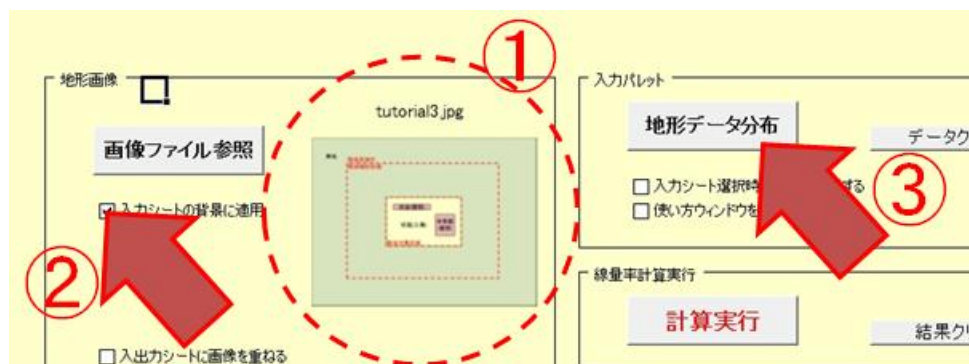 ①
地形画像
tutorial3.jpg
画像ファイル参照
入力シートの背景に適用
②
入出力シートに画像を重ねる
入力パレット
地形データ分布
データク
入力シート選択時
する
使い方ウィンドウを
③
線量率計算実行
計算実行
結果ク